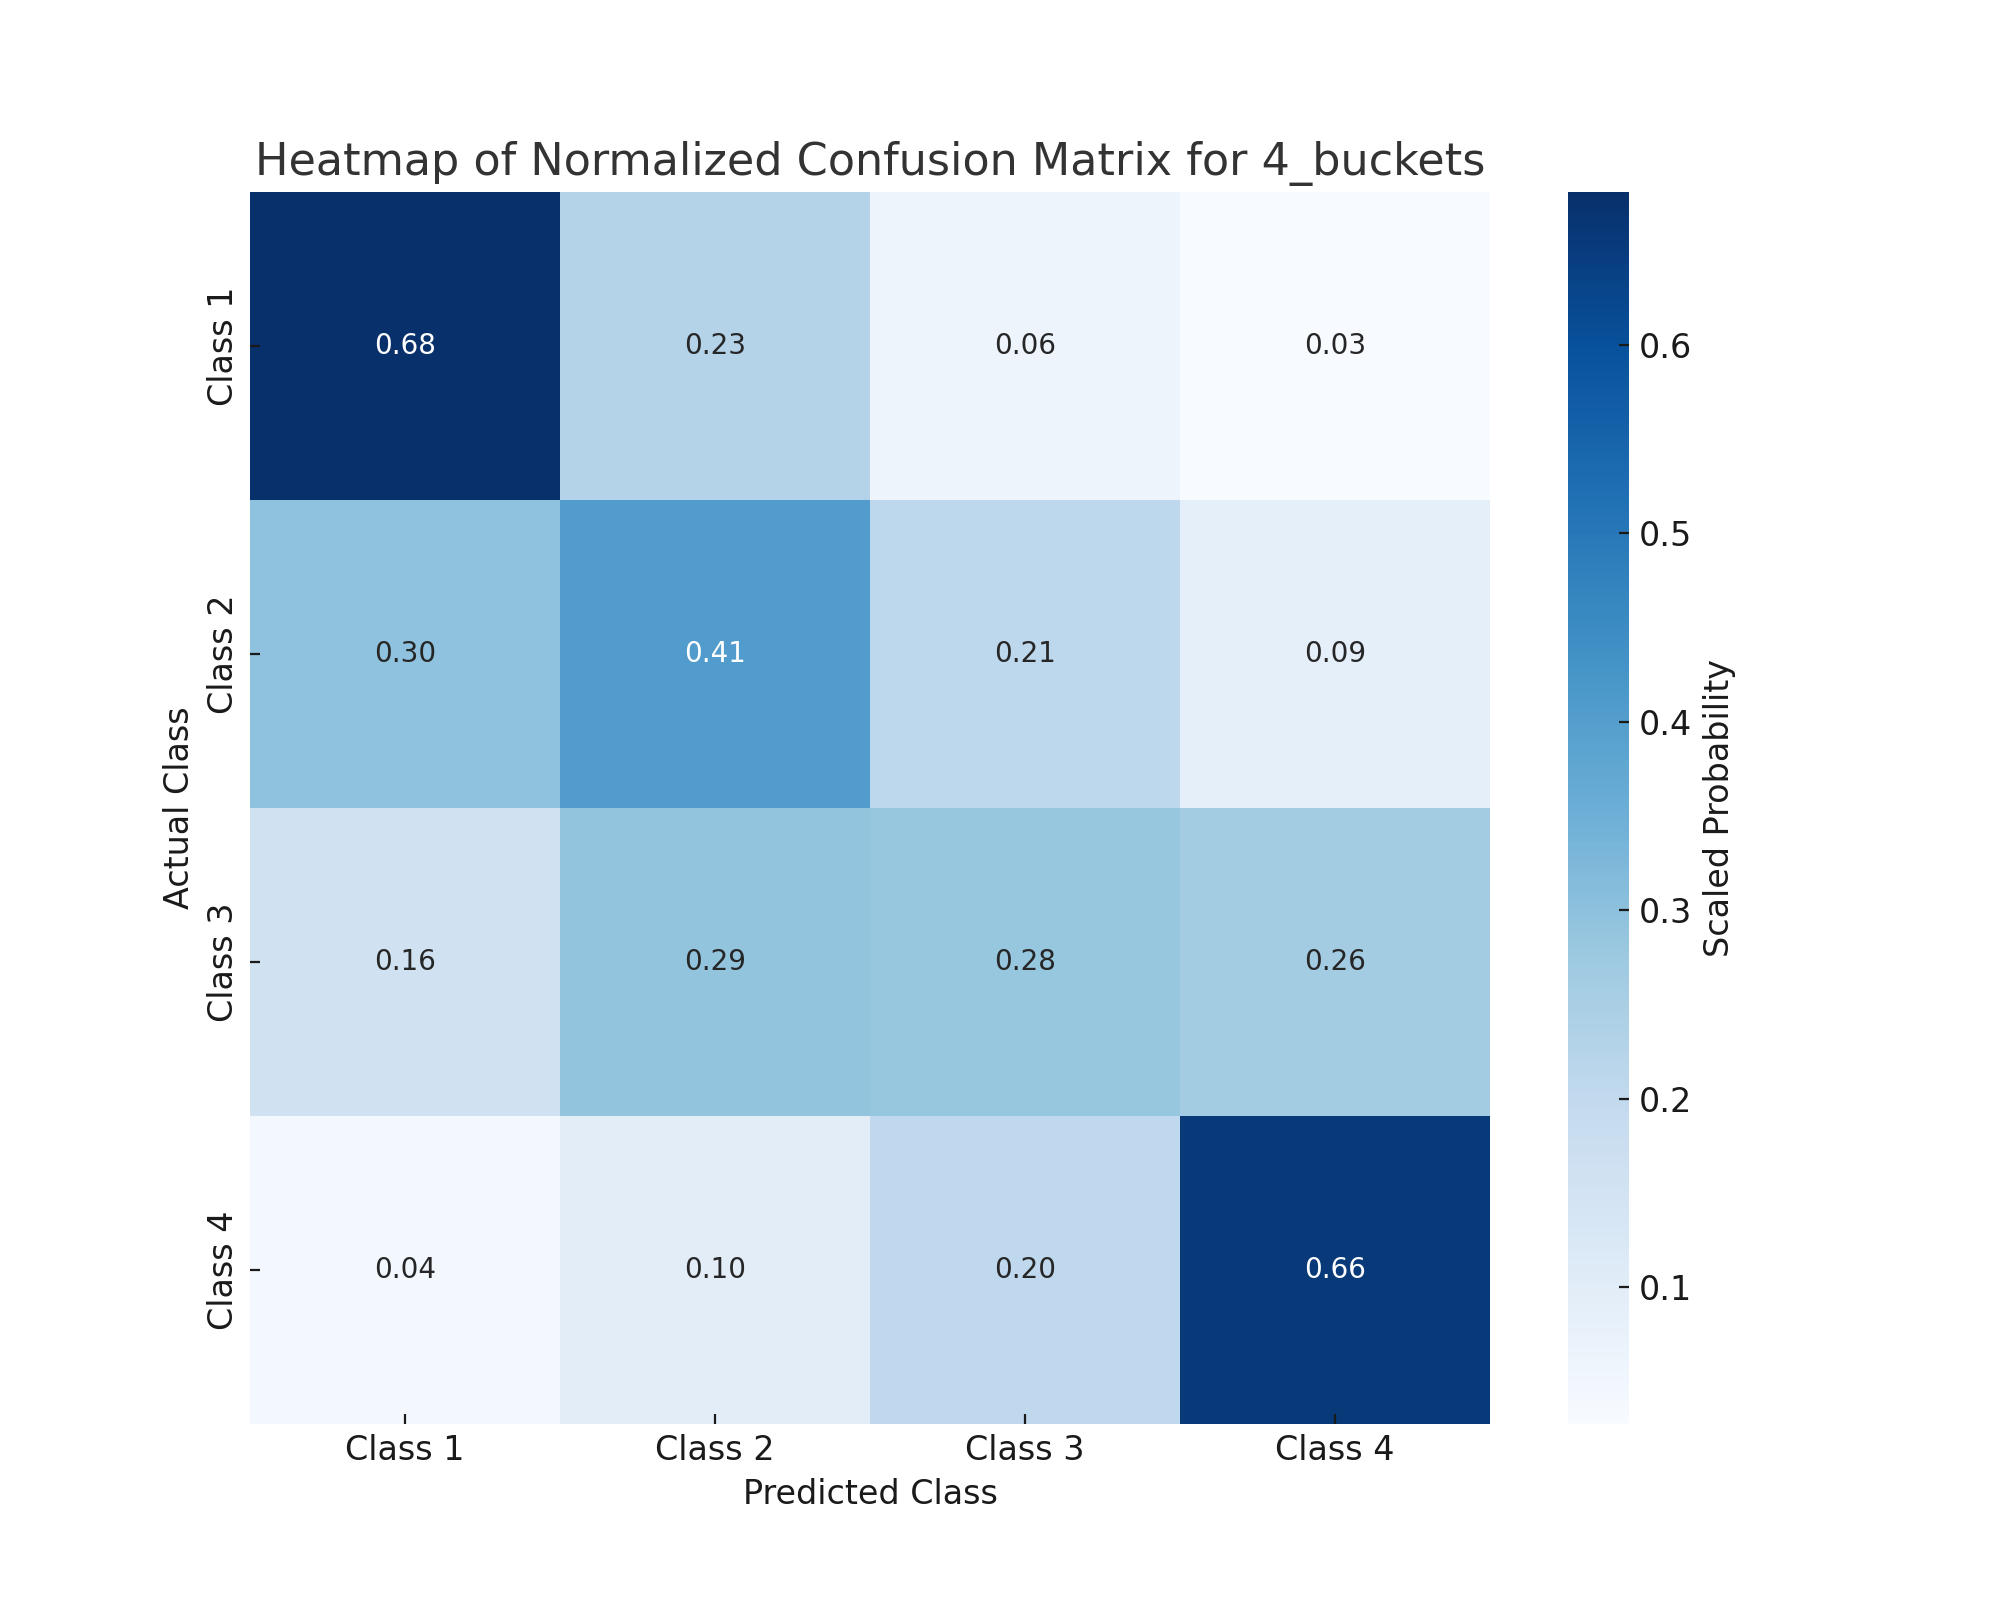 Heatmap of Normalized Confusion Matrix for 4_buckets
Class 1
0.68
0.23
0.06
0.03
Class 2
0.30
0.41
0.21
0.09
Class 3
0.16
0.29
0.28
0.26
Class 4
0.04
0.10
0.20
0.66
Actual Class
Class 1
Class 2
Class 3
Class 4
Predicted Class
0.6
0.5
0.4
0.3
0.2
0.1
Scaled Probability